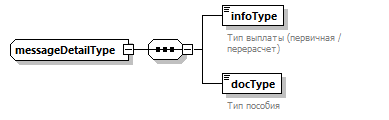 infoType
Тип выплаты (первичная /
перерасчет)
messageDetailType
docType
Тип пособия